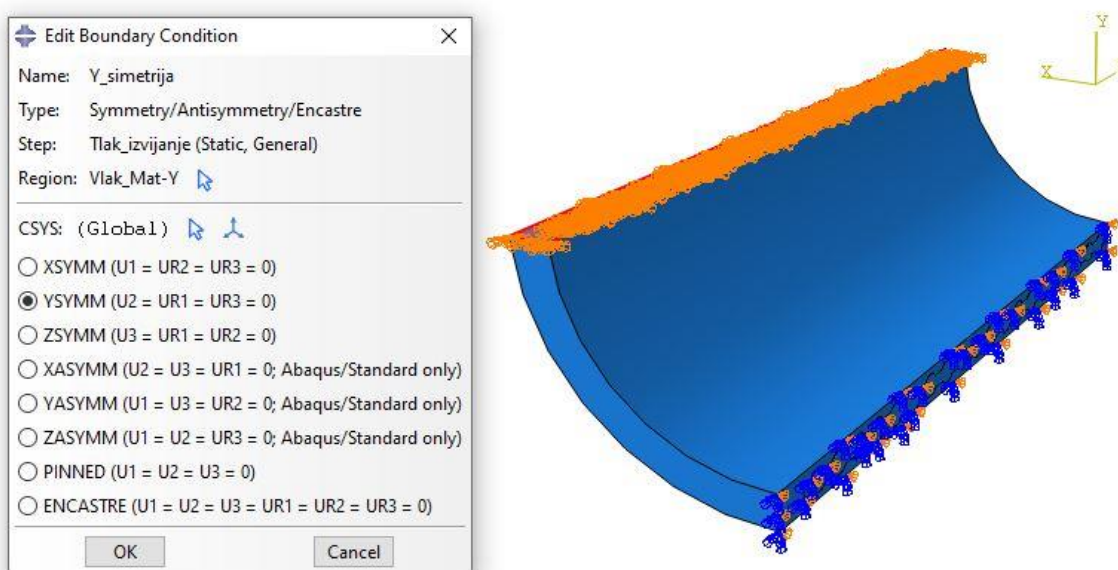 Edit Boundary Condition
Name: Y_simetrija
Type: Symmetry/Antisymmetry/Encastre
Step: Tlak_izvijanje (Static, General)
Region: Vlak_Mat-Y
CSYS: (Global)
XSYMM (U1 = UR2 = UR3 = 0)
YSYMM (U2 = UR1 = UR3 = 0)
ZSYMM (U3 = UR1 = UR2 = 0)
XASYMM (U2 = U3 = UR1 = 0; Abaqus/Standard only)
YASYMM (U1 = U3 = UR2 = 0; Abaqus/Standard only)
ZASYMM (U1 = U2 = UR3 = 0; Abaqus/Standard only)
PINNED (U1 = U2 = U3 = 0)
ENCASTRE (U1 = U2 = U3 = UR1 = UR2 = UR3 = 0)
OK Cancel
Y
X